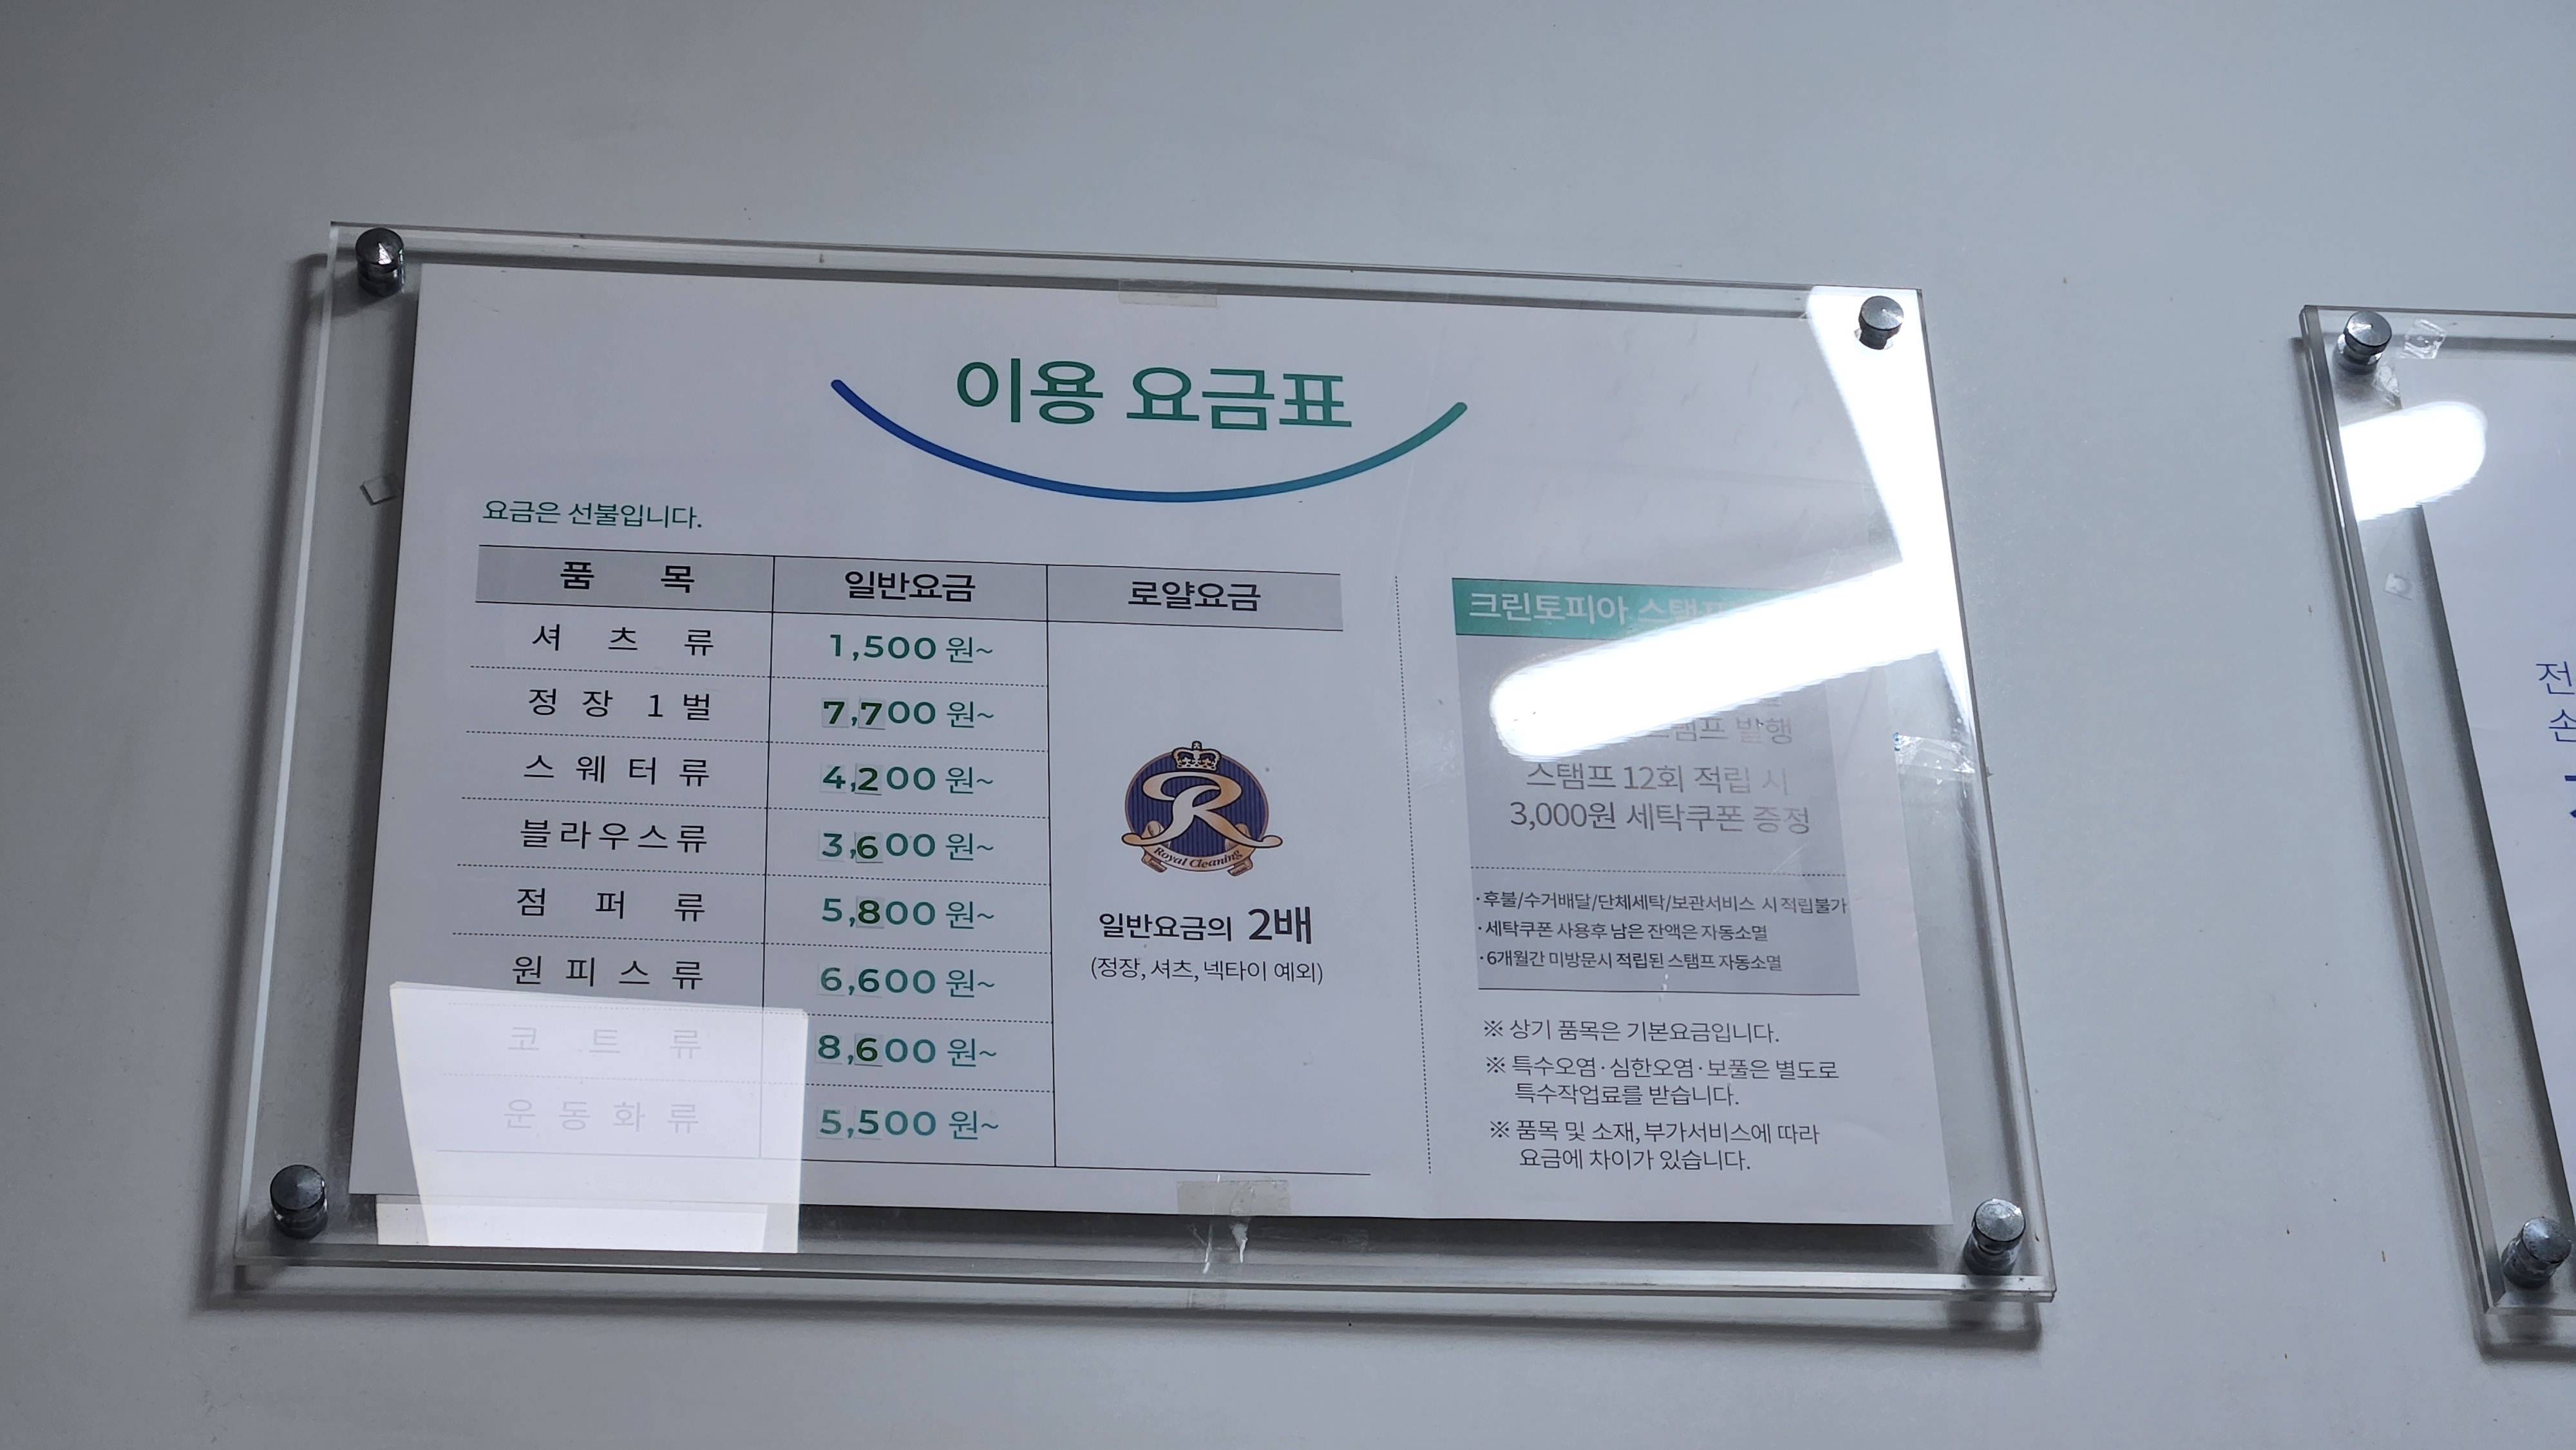 이용 요금표
요금은 선불입니다.
품 목 일반요금 로얄요금
셔 츠 류 1,500 원~
정 장 1 벌 7,700 원~
스 웨 터 류 4,200 원~
블라우스류 3,600 원~
점 퍼 류 5,800 원~
원 피 스 류 6,600 원~
코 트 류 8,600 원~
운 동 화 류 5,500 원~
R
Royal Cleaning
일반요금의 2배
(정장, 셔츠, 넥타이 예외)
크린토피아 스탬프
스탬프 발행
스탬프 12회 적립 시
3,000원 세탁쿠폰 증정
·후불/수거배달/단체세탁/보관서비스 시 적립불가
·세탁쿠폰 사용후 남은 잔액은 자동소멸
·6개월간 미방문시 적립된 스탬프 자동소멸
※ 상기 품목은 기본요금입니다.
※ 특수오염·심한오염·보풀은 별도로
특수작업료를 받습니다.
※ 품목 및 소재, 부가서비스에 따라
요금에 차이가 있습니다.
전
손